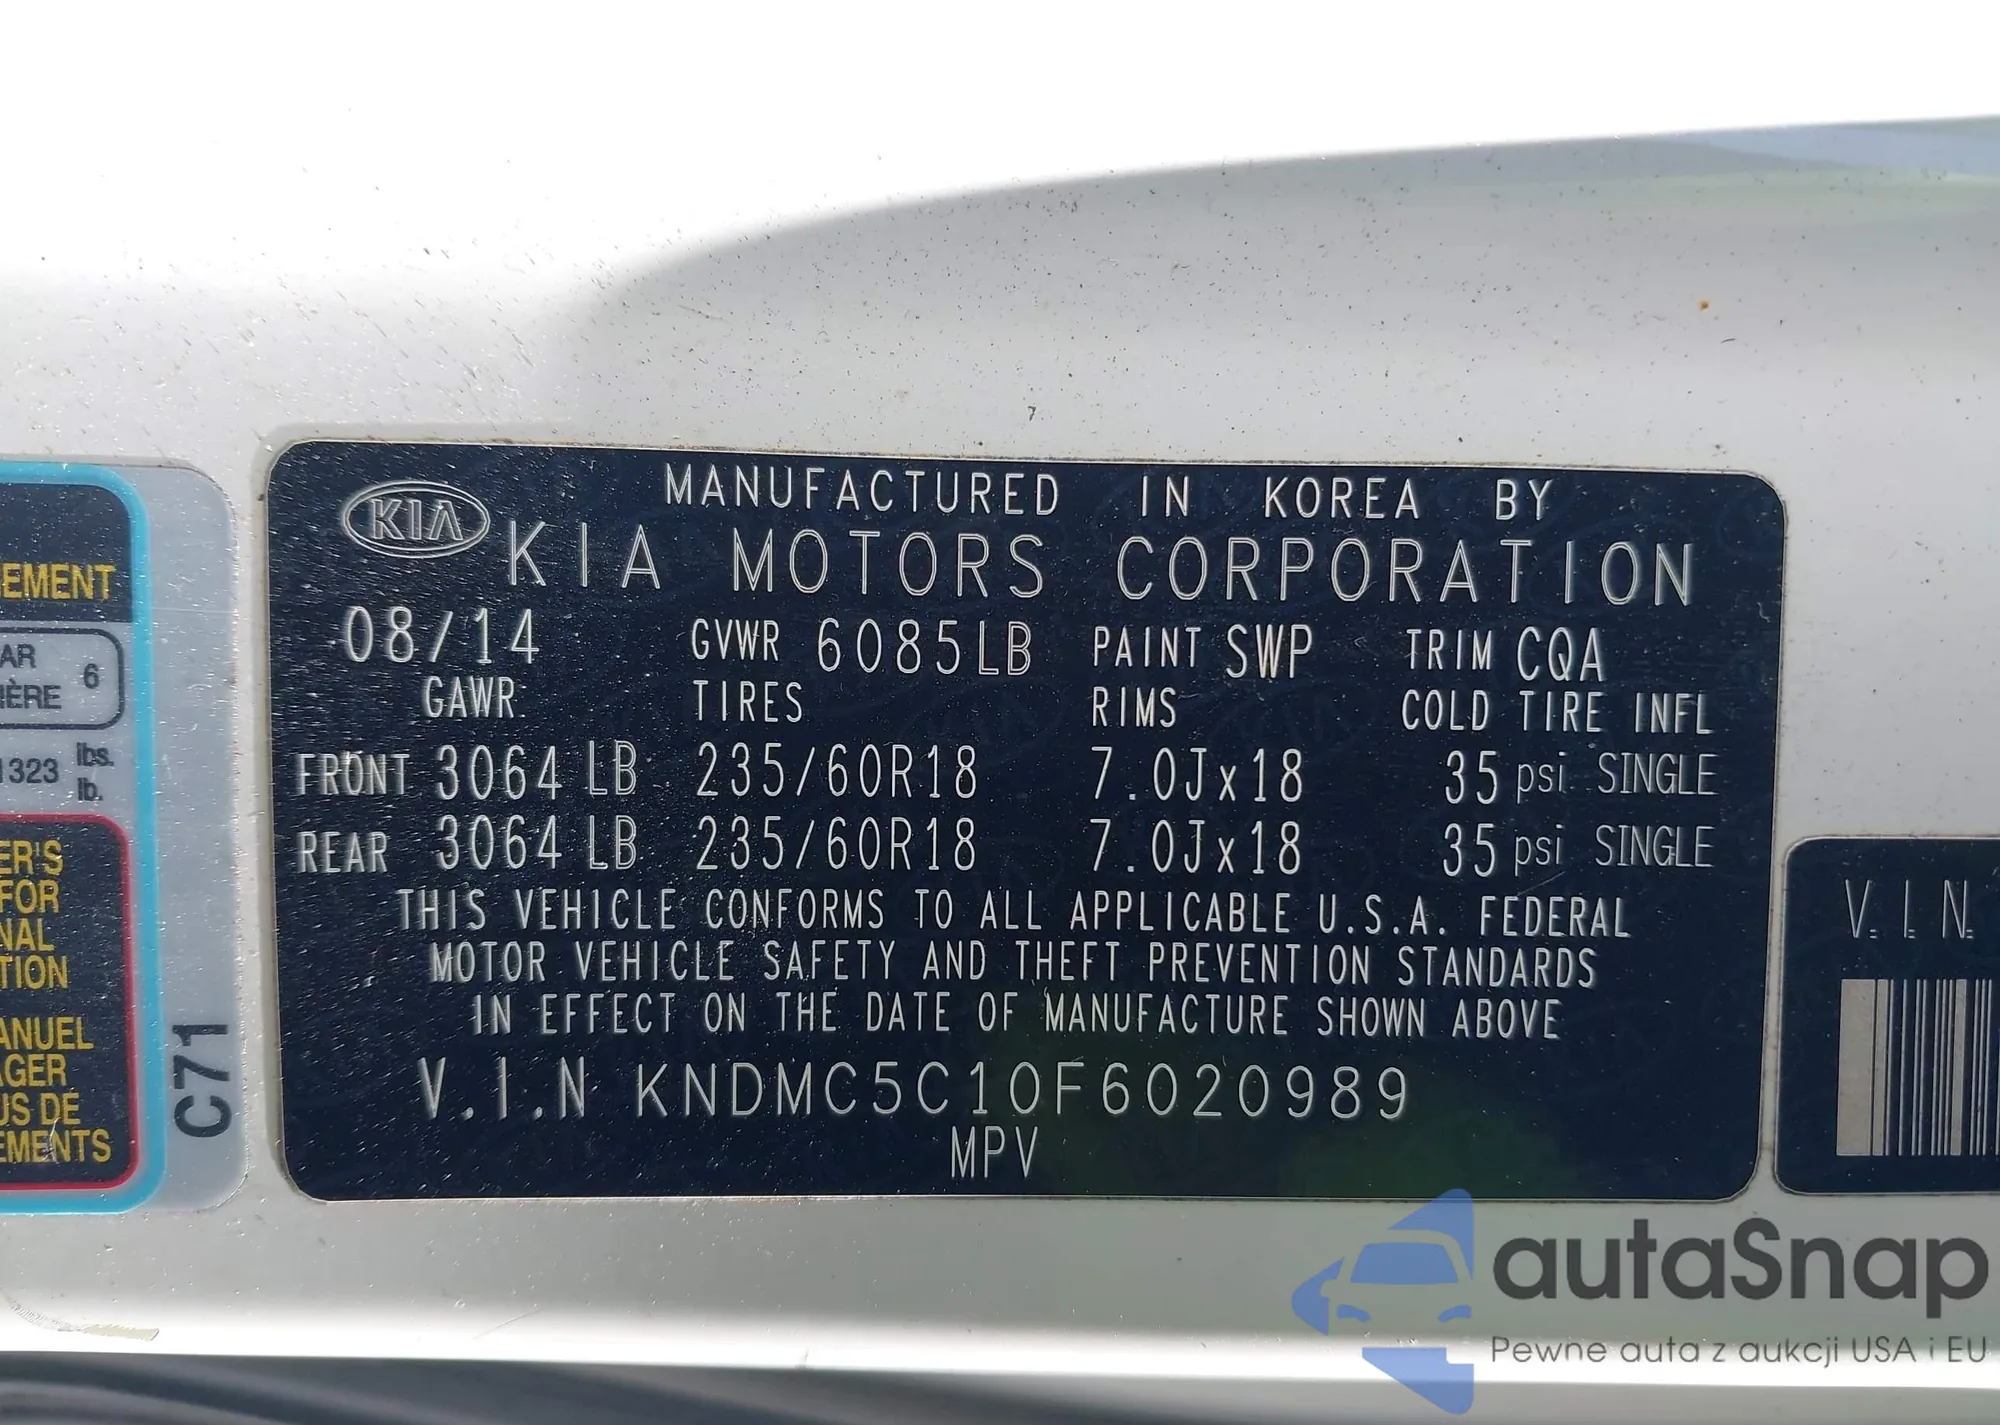 MANUFACTURED IN KOREA BY
KIA KIA MOTORS CORPORATION
08/14 GVWR 6085LB PAINT SWP TRIM CQA
GAWR TIRES RIMS COLD TIRE INFL
FRONT 3064 LB 235/60R18 7.0Jx18 35 psi SINGLE
REAR 3064 LB 235/60R18 7.0Jx18 35 psi SINGLE
THIS VEHICLE CONFORMS TO ALL APPLICABLE U.S.A. FEDERAL
MOTOR VEHICLE SAFETY AND THEFT PREVENTION STANDARDS
IN EFFECT ON THE DATE OF MANUFACTURE SHOWN ABOVE
V.I.N KNDMC5C10F6020989
MPV
EMENT
AR 6
IÈRE
1323 lbs.
lb.
ER'S
FOR
NAL
TION
ANUEL
AGER
US DE
EMENTS
C71
V.I.N.
autaSnap
Pewne auta z aukcji USA i EU